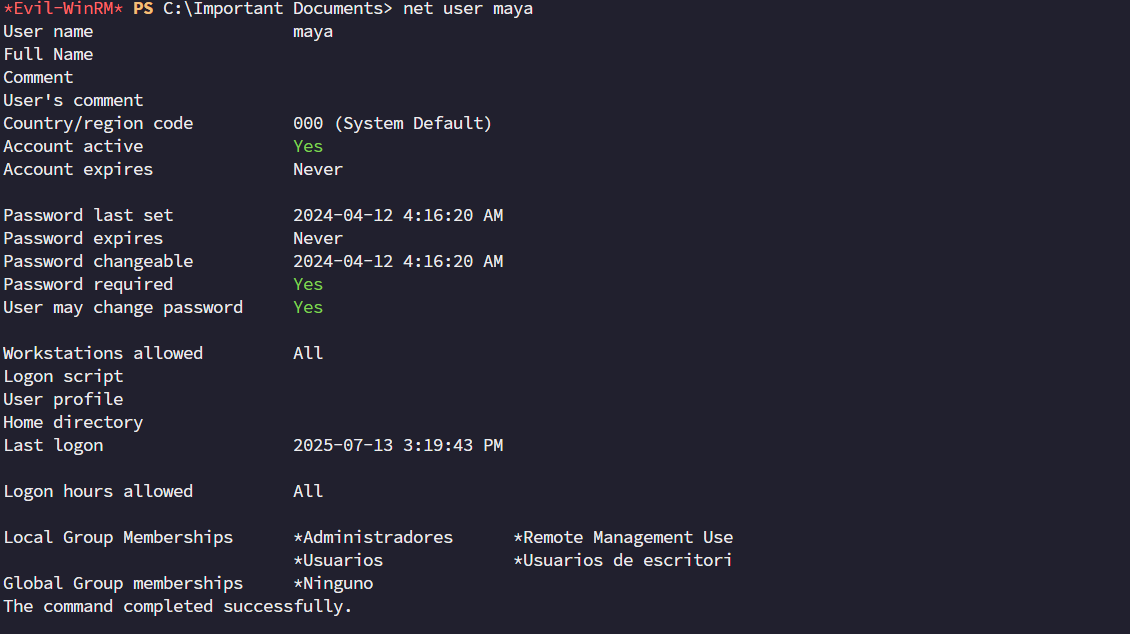 *Evil-WinRM* PS C:\Important Documents> net user maya
User name                    maya
Full Name
Comment
User's comment
Country/region code          000 (System Default)
Account active               Yes
Account expires              Never
Password last set            2024-04-12 4:16:20 AM
Password expires             Never
Password changeable          2024-04-12 4:16:20 AM
Password required            Yes
User may change password     Yes
Workstations allowed         All
Logon script
User profile
Home directory
Last logon                   2025-07-13 3:19:43 PM
Logon hours allowed          All
Local Group Memberships      *Administradores      *Remote Management Use
                             *Usuarios             *Usuarios de escritori
Global Group memberships     *Ninguno
The command completed successfully.